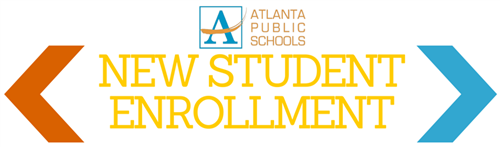 A
ATLANTA
PUBLIC
SCHOOLS
NEW STUDENT
ENROLLMENT